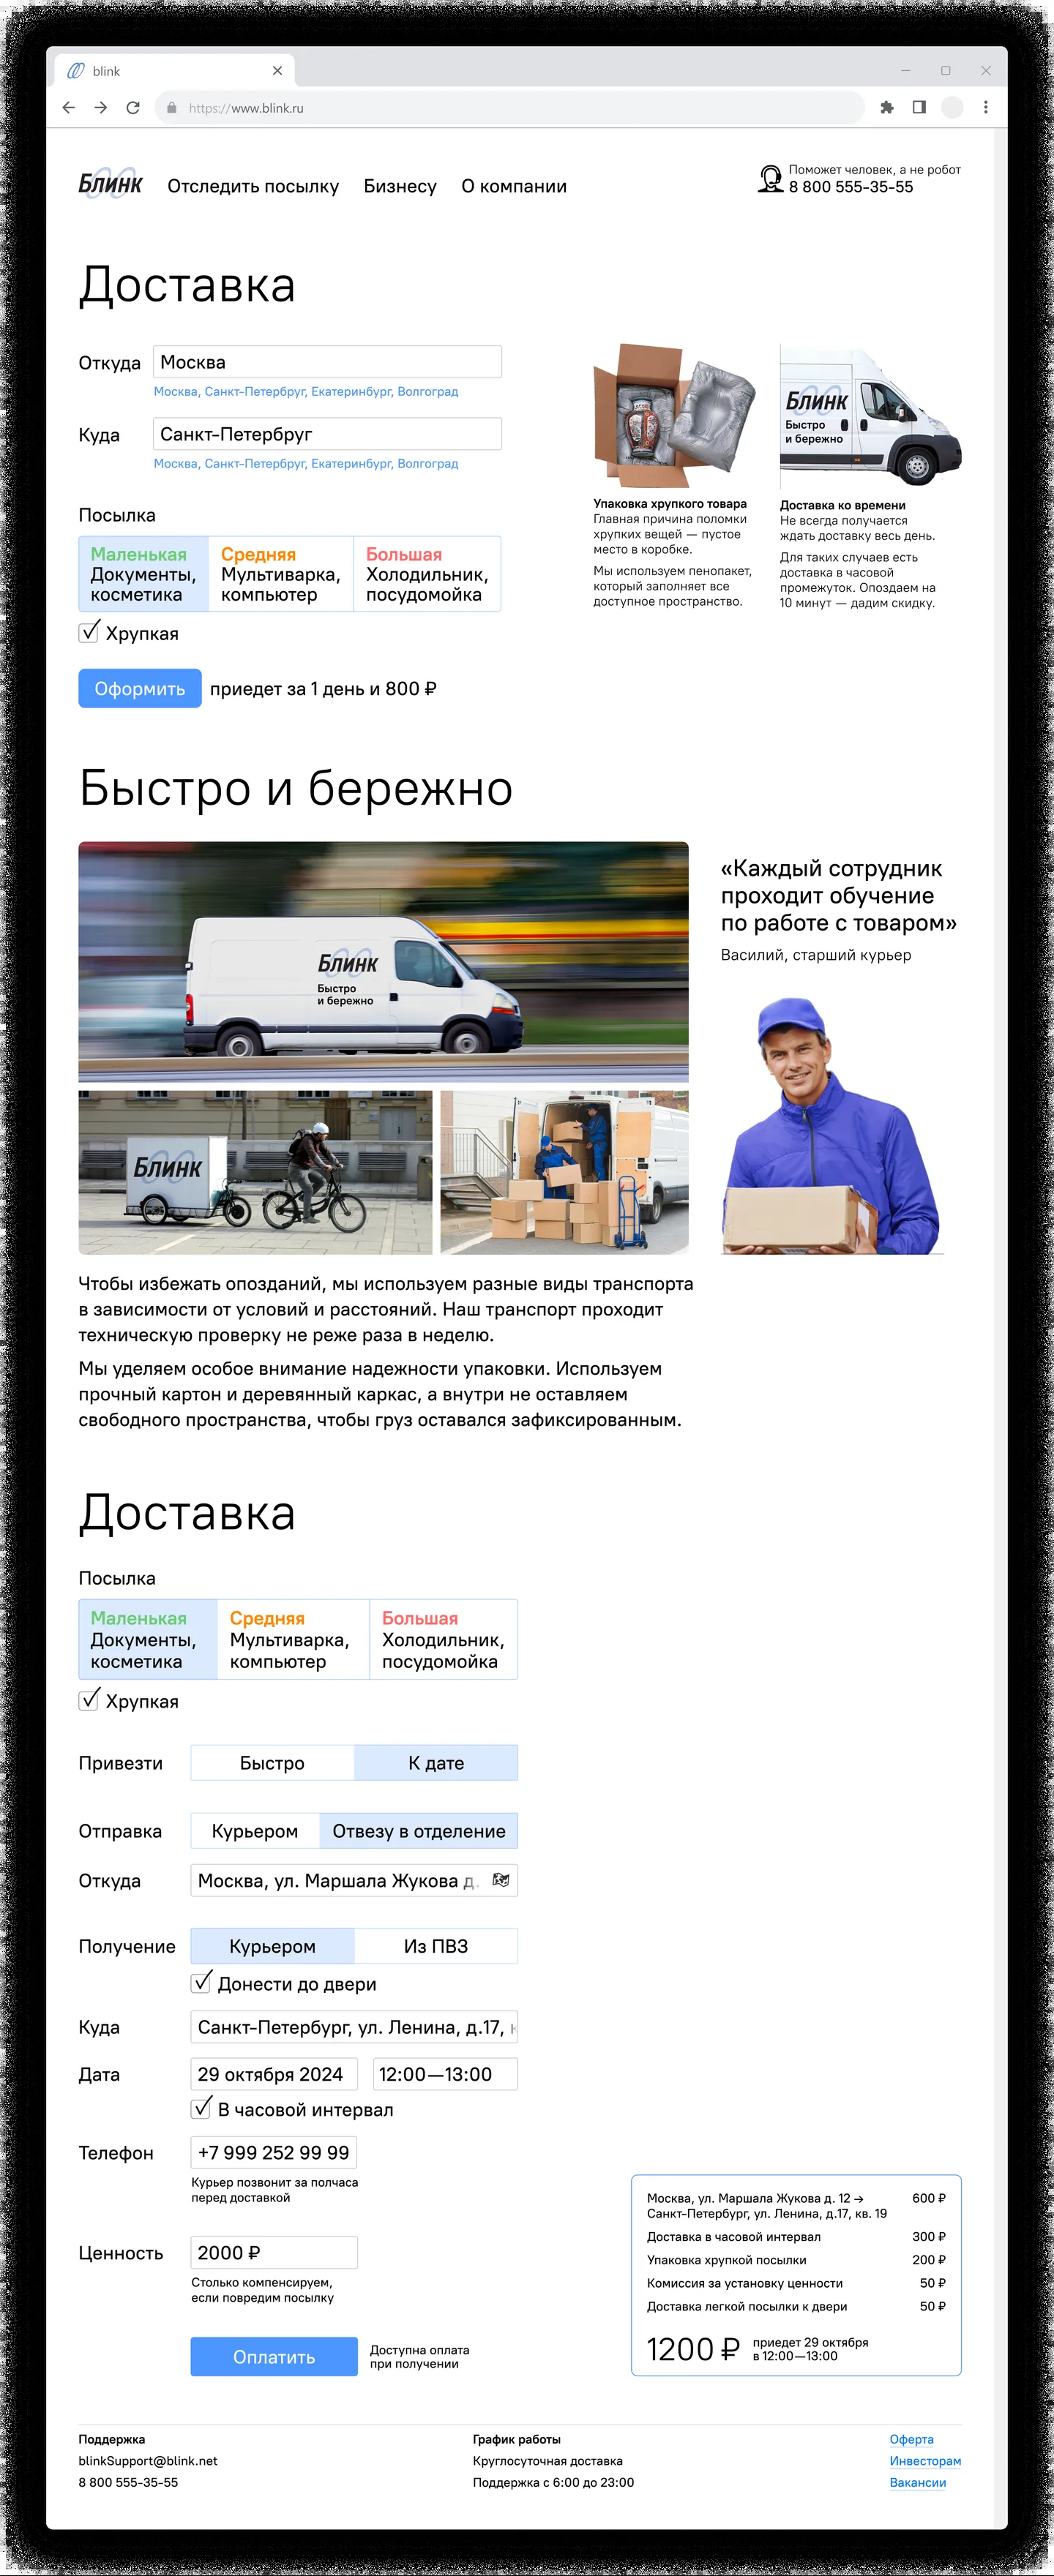 blink
https://www.blink.ru
Блинк
Отследить посылку Бизнесу О компании
Поможет человек, а не робот
8 800 555-35-55
Доставка
Откуда Москва
Москва, Санкт-Петербруг, Екатеринбург, Волгоград
Куда Санкт-Петербруг
Москва, Санкт-Петербруг, Екатеринбург, Волгоград
Посылка
Маленькая
Документы,
косметика
Средняя
Мультиварка,
компьютер
Большая
Холодильник,
посудомойка
Хрупкая
Оформить приедет за 1 день и 800 ₽
Упаковка хрупкого товара
Главная причина поломки
хрупких вещей — пустое
место в коробке.
Мы используем пенопакет,
который заполняет все
доступное пространство.
Блинк
Быстро
и бережно
Доставка ко времени
Не всегда получается
ждать доставку весь день.
Для таких случаев есть
доставка в часовой
промежуток. Опоздаем на
10 минут — дадим скидку.
Быстро и бережно
Блинк
Быстро
и бережно
Блинк
«Каждый сотрудник
проходит обучение
по работе с товаром»
Василий, старший курьер
Чтобы избежать опозданий, мы используем разные виды транспорта
в зависимости от условий и расстояний. Наш транспорт проходит
техническую проверку не реже раза в неделю.
Мы уделяем особое внимание надежности упаковки. Используем
прочный картон и деревянный каркас, а внутри не оставляем
свободного пространства, чтобы груз оставался зафиксированным.
Доставка
Посылка
Маленькая
Документы,
косметика
Средняя
Мультиварка,
компьютер
Большая
Холодильник,
посудомойка
Хрупкая
Привезти Быстро К дате
Отправка Курьером Отвезу в отделение
Откуда Москва, ул. Маршала Жукова д.
Получение Курьером Из ПВЗ
Донести до двери
Куда Санкт-Петербург, ул. Ленина, д.17,
Дата 29 октября 2024 12:00—13:00
В часовой интервал
Телефон +7 999 252 99 99
Курьер позвонит за полчаса
перед доставкой
Ценность 2000 ₽
Столько компенсируем,
если повредим посылку
Оплатить
Доступна оплата
при получении
Москва, ул. Маршала Жукова д. 12 → 600 ₽
Санкт-Петербург, ул. Ленина, д.17, кв. 19
Доставка в часовой интервал 300 ₽
Упаковка хрупкой посылки 200 ₽
Комиссия за установку ценности 50 ₽
Доставка легкой посылки к двери 50 ₽
1200 ₽
приедет 29 октября
в 12:00—13:00
Поддержка
blinkSupport@blink.net
8 800 555-35-55
График работы
Круглосуточная доставка
Поддержка с 6:00 до 23:00
Оферта
Инвесторам
Вакансии